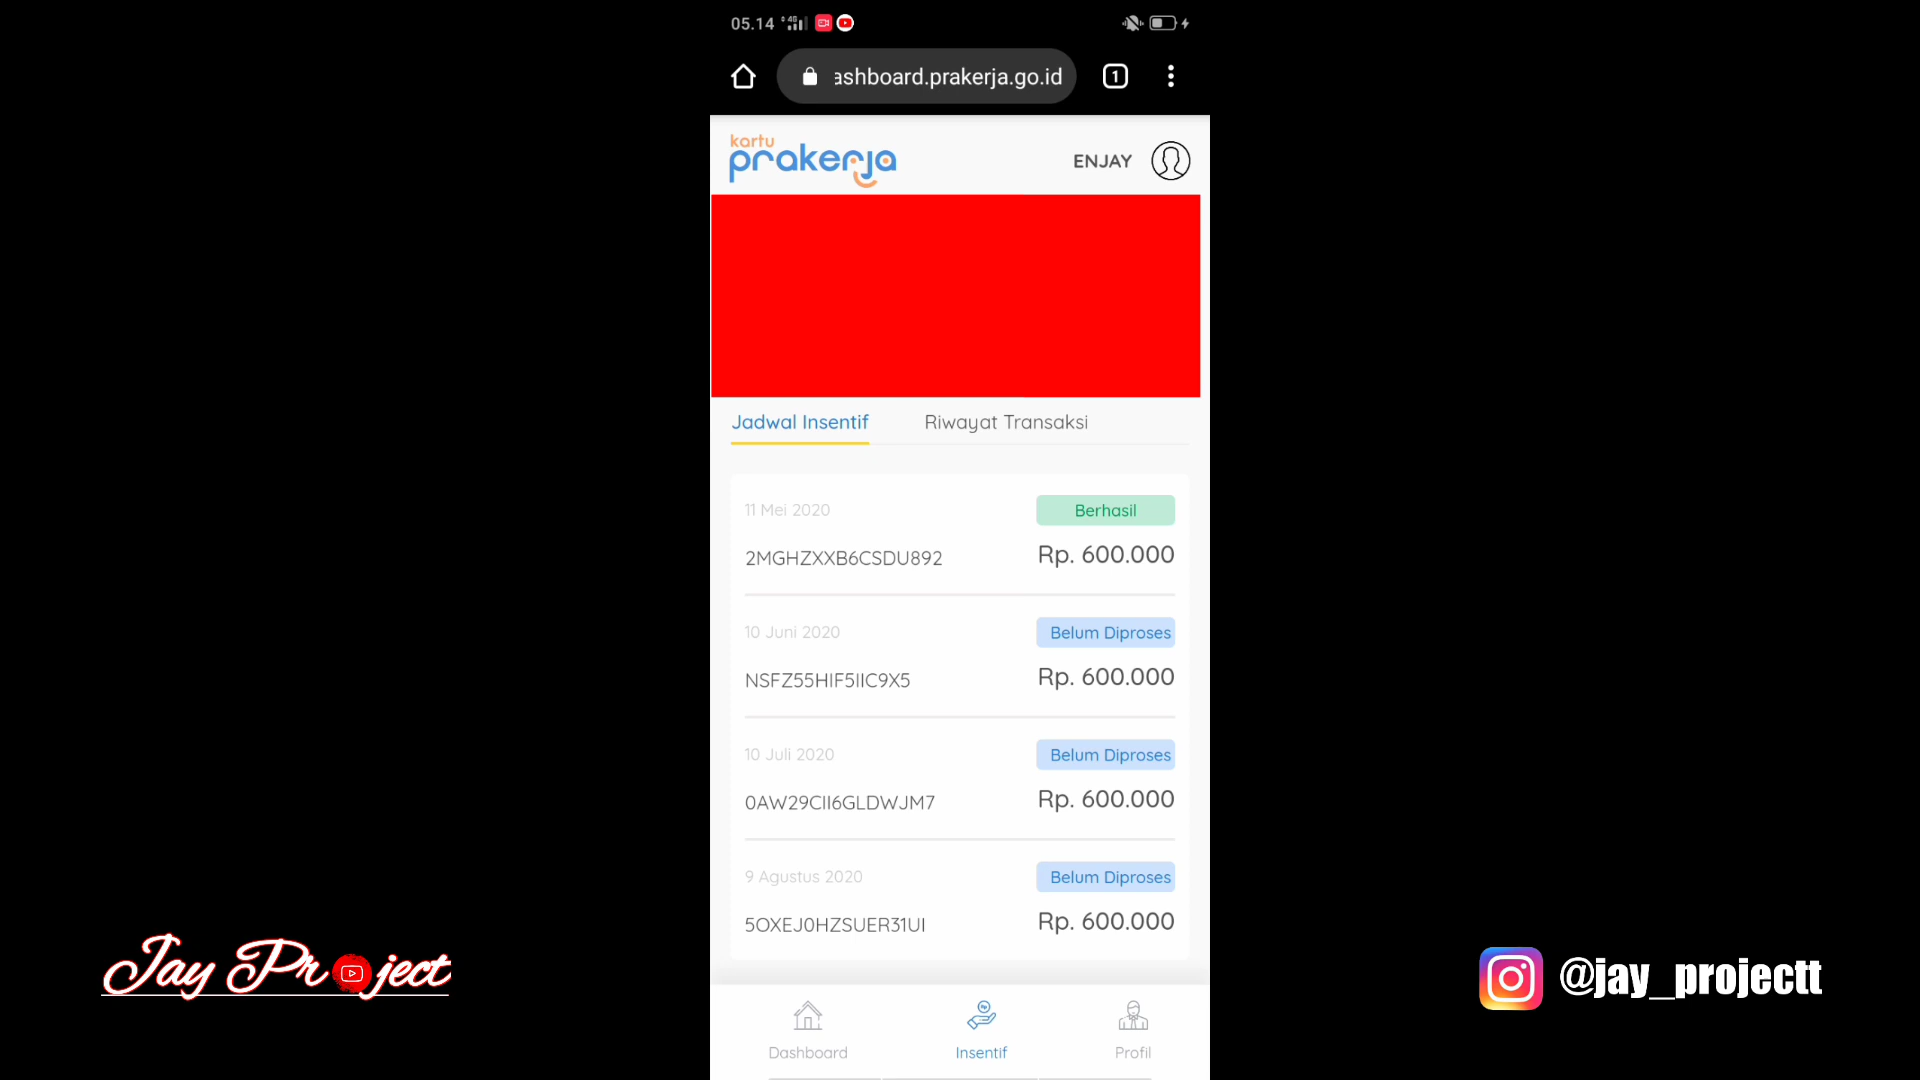 05.14
ashboard.prakerja.go.id
1
kartu
prakerja
ENJAY
Jadwal Insentif
Riwayat Transaksi
11 Mei 2020
Berhasil
2MGHZXXB6CSDU892
Rp. 600.000
10 Juni 2020
Belum Diproses
NSFZ55HIF5IIC9X5
Rp. 600.000
10 Juli 2020
Belum Diproses
0AW29CII6GLDWJM7
Rp. 600.000
9 Agustus 2020
Belum Diproses
5OXEJ0HZSUER31UI
Rp. 600.000
Dashboard
Insentif
Profil
Jay Project
@jay_projectt